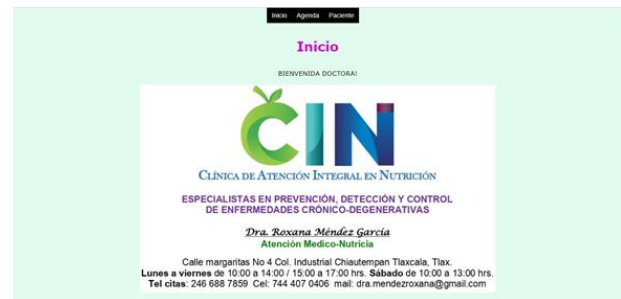 Inicio Agenda Paciente
Inicio
BIENVENIDA DOCTORA!
CIN
CLÍNICA DE ATENCIÓN INTEGRAL EN NUTRICIÓN
ESPECIALISTAS EN PREVENCIÓN, DETECCIÓN Y CONTROL
DE ENFERMEDADES CRÓNICO-DEGENERATIVAS
Dra. Roxana Méndez García
Atención Medico-Nutricia
Calle margaritas No 4 Col. Industrial Chiautempan Tlaxcala, Tlax.
Lunes a viernes de 10:00 a 14:00 / 15:00 a 17:00 hrs. Sábado de 10:00 a 13:00 hrs.
Tel citas: 246 688 7859 Cel: 744 407 0406 mail: dra.mendezroxana@gmail.com